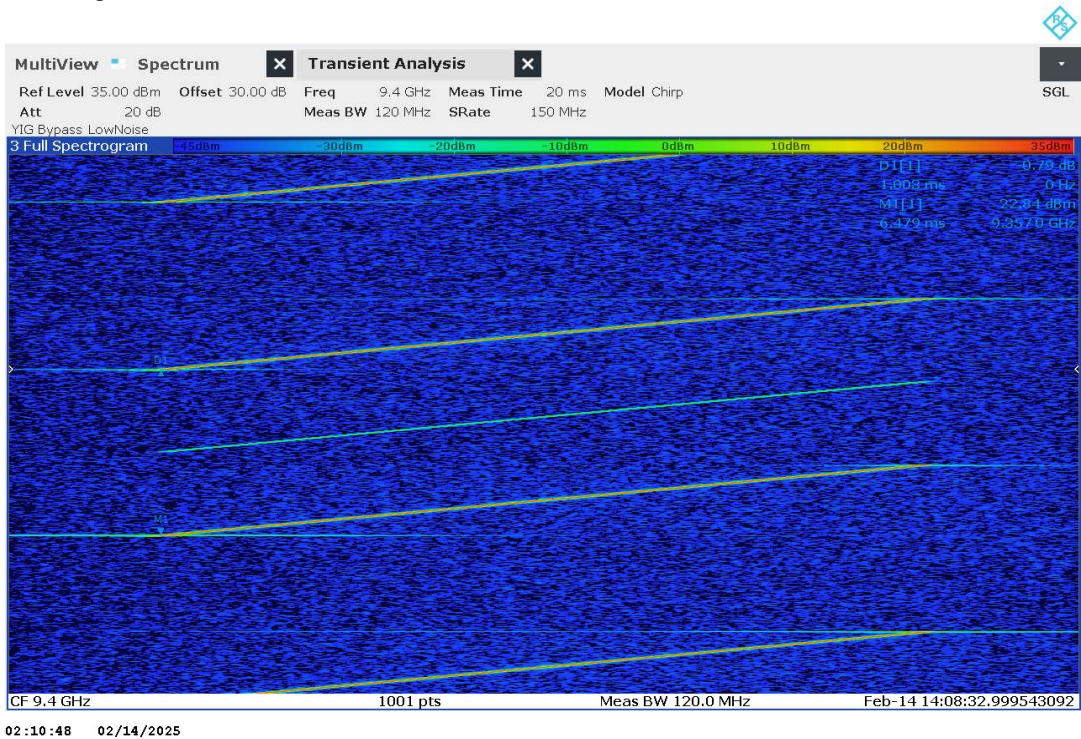 R&S
MultiView Spectrum X Transient Analysis X
Ref Level 35.00 dBm Offset 30.00 dB Freq 9.4 GHz Meas Time 20 ms Model Chirp SGL
Att 20 dB Meas BW 120 MHz SRate 150 MHz
YIG Bypass LowNoise
3 Full Spectrogram -45dBm -30dBm -20dBm -10dBm 0dBm 10dBm 20dBm 35dBm
D1[1] -0.79 dB
1.003 ms 0 Hz
M1[1] 22.84 dBm
6.479 ms 9.3570 GHz
D1
M1
CF 9.4 GHz 1001 pts Meas BW 120.0 MHz Feb-14 14:08:32.999543092
02:10:48 02/14/2025